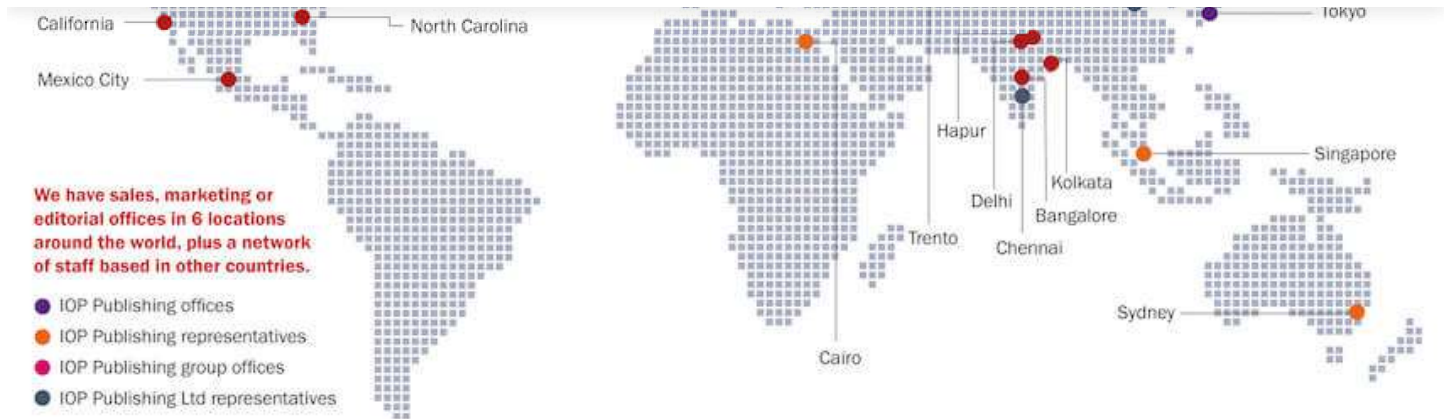 California
North Carolina
Tokyo
Mexico City
Hapur
Singapore
Kolkata
Delhi
Bangalore
Trento
Chennai
We have sales, marketing or
editorial offices in 6 locations
around the world, plus a network
of staff based in other countries.
IOP Publishing offices
IOP Publishing representatives
IOP Publishing group offices
IOP Publishing Ltd representatives
Sydney
Cairo